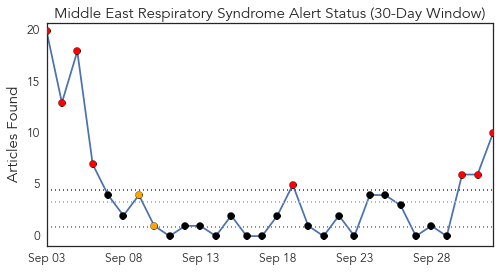 Middle East Respiratory Syndrome Alert Status (30-Day Window)
Articles Found
20
15
10
5
0
Sep 03 Sep 08 Sep 13 Sep 18 Sep 23 Sep 28